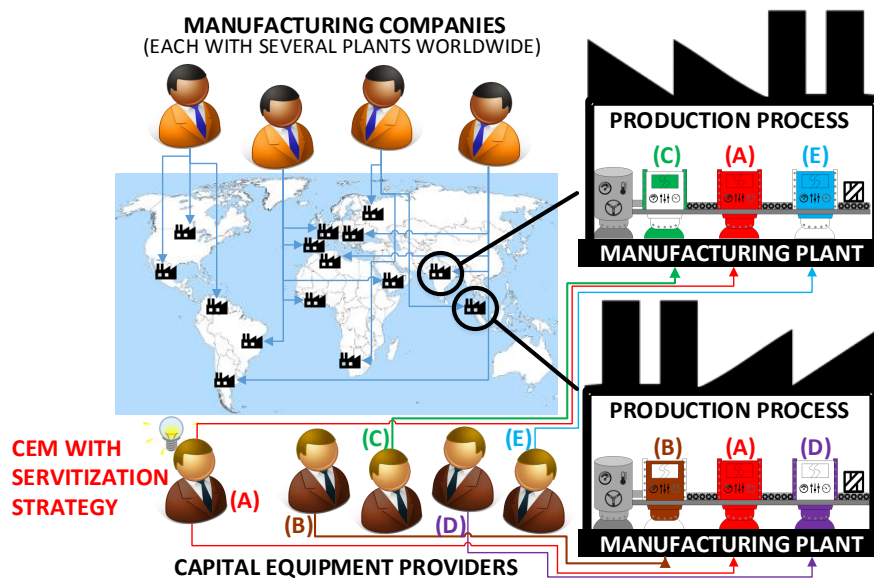 MANUFACTURING COMPANIES
(EACH WITH SEVERAL PLANTS WORLDWIDE)
PRODUCTION PROCESS
(C) (A) (E)
MANUFACTURING PLANT
PRODUCTION PROCESS
(B) (A) (D)
MANUFACTURING PLANT
CEM WITH
SERVITIZATION
STRATEGY
(A)
(B)
(C)
(D)
(E)
CAPITAL EQUIPMENT PROVIDERS